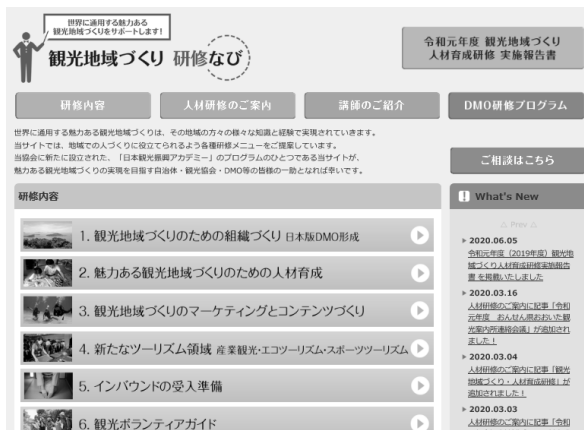 世界に通用する魅力ある
観光地域づくりをサポートします!
観光地域づくり 研修なび
令和元年度 観光地域づくり
人材育成研修 実施報告書
研修内容
人材研修のご案内
講師のご紹介
DMO研修プログラム
世界に通用する魅力ある観光地域づくりは、その地域の方々の様々な知識と経験で実現されていきます。
当サイトでは、地域での人づくりに役立てられるよう各種研修メニューをご提案しています。
当協会に新たに設立された、「日本観光振興アカデミー」のプログラムのひとつである当サイトが、
魅力ある観光地域づくりの実現を目指す自治体・観光協会・DMO等の皆様の一助となれば幸いです。
ご相談はこちら
研修内容
1. 観光地域づくりのための組織づくり 日本版DMO形成
2. 魅力ある観光地域づくりのための人材育成
3. 観光地域づくりのマーケティングとコンテンツづくり
4. 新たなツーリズム領域 産業観光・エコツーリズム・スポーツツーリズム
5. インバウンドの受入準備
6. 観光ボランティアガイド
What's New
△ Prev △
2020.06.05
令和元年度(2019年度)観光地
域づくり人材育成研修実施報告
書 を掲載いたしました
2020.03.16
人材研修のご案内に記事「令和
元年度 おんせん県おおいた観
光案内所連絡会議」が追加され
ました!
2020.03.04
人材研修のご案内に記事「観光
地域づくり・人材育成研修」が
追加されました!
2020.03.03
人材研修のご案内に記事「令和